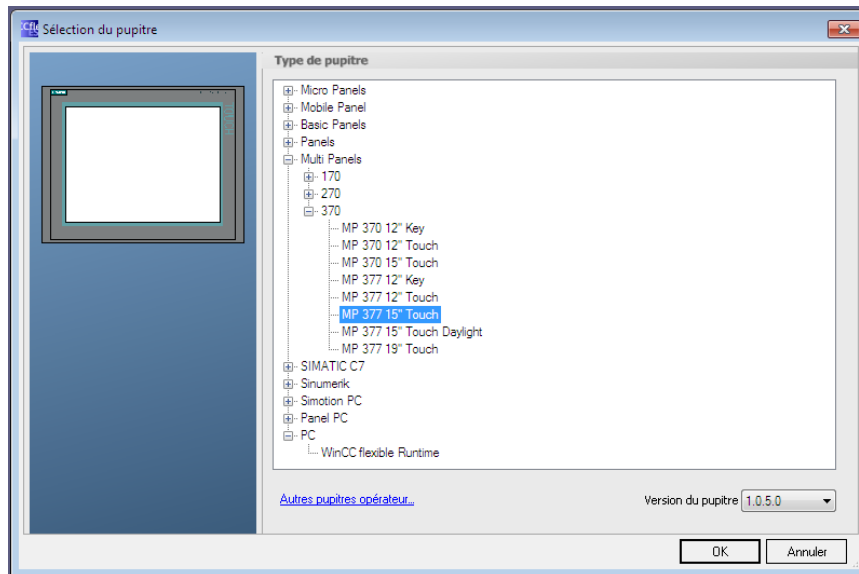 Sélection du pupitre
Type de pupitre
Micro Panels
Mobile Panel
Basic Panels
Panels
Multi Panels
170
270
370
MP 370 12" Key
MP 370 12" Touch
MP 370 15" Touch
MP 377 12" Key
MP 377 12" Touch
MP 377 15" Touch
MP 377 15" Touch Daylight
MP 377 19" Touch
SIMATIC C7
Sinumerik
Simotion PC
Panel PC
PC
WinCC flexible Runtime
Autres pupitres opérateur...
Version du pupitre 1.0.5.0
OK Annuler